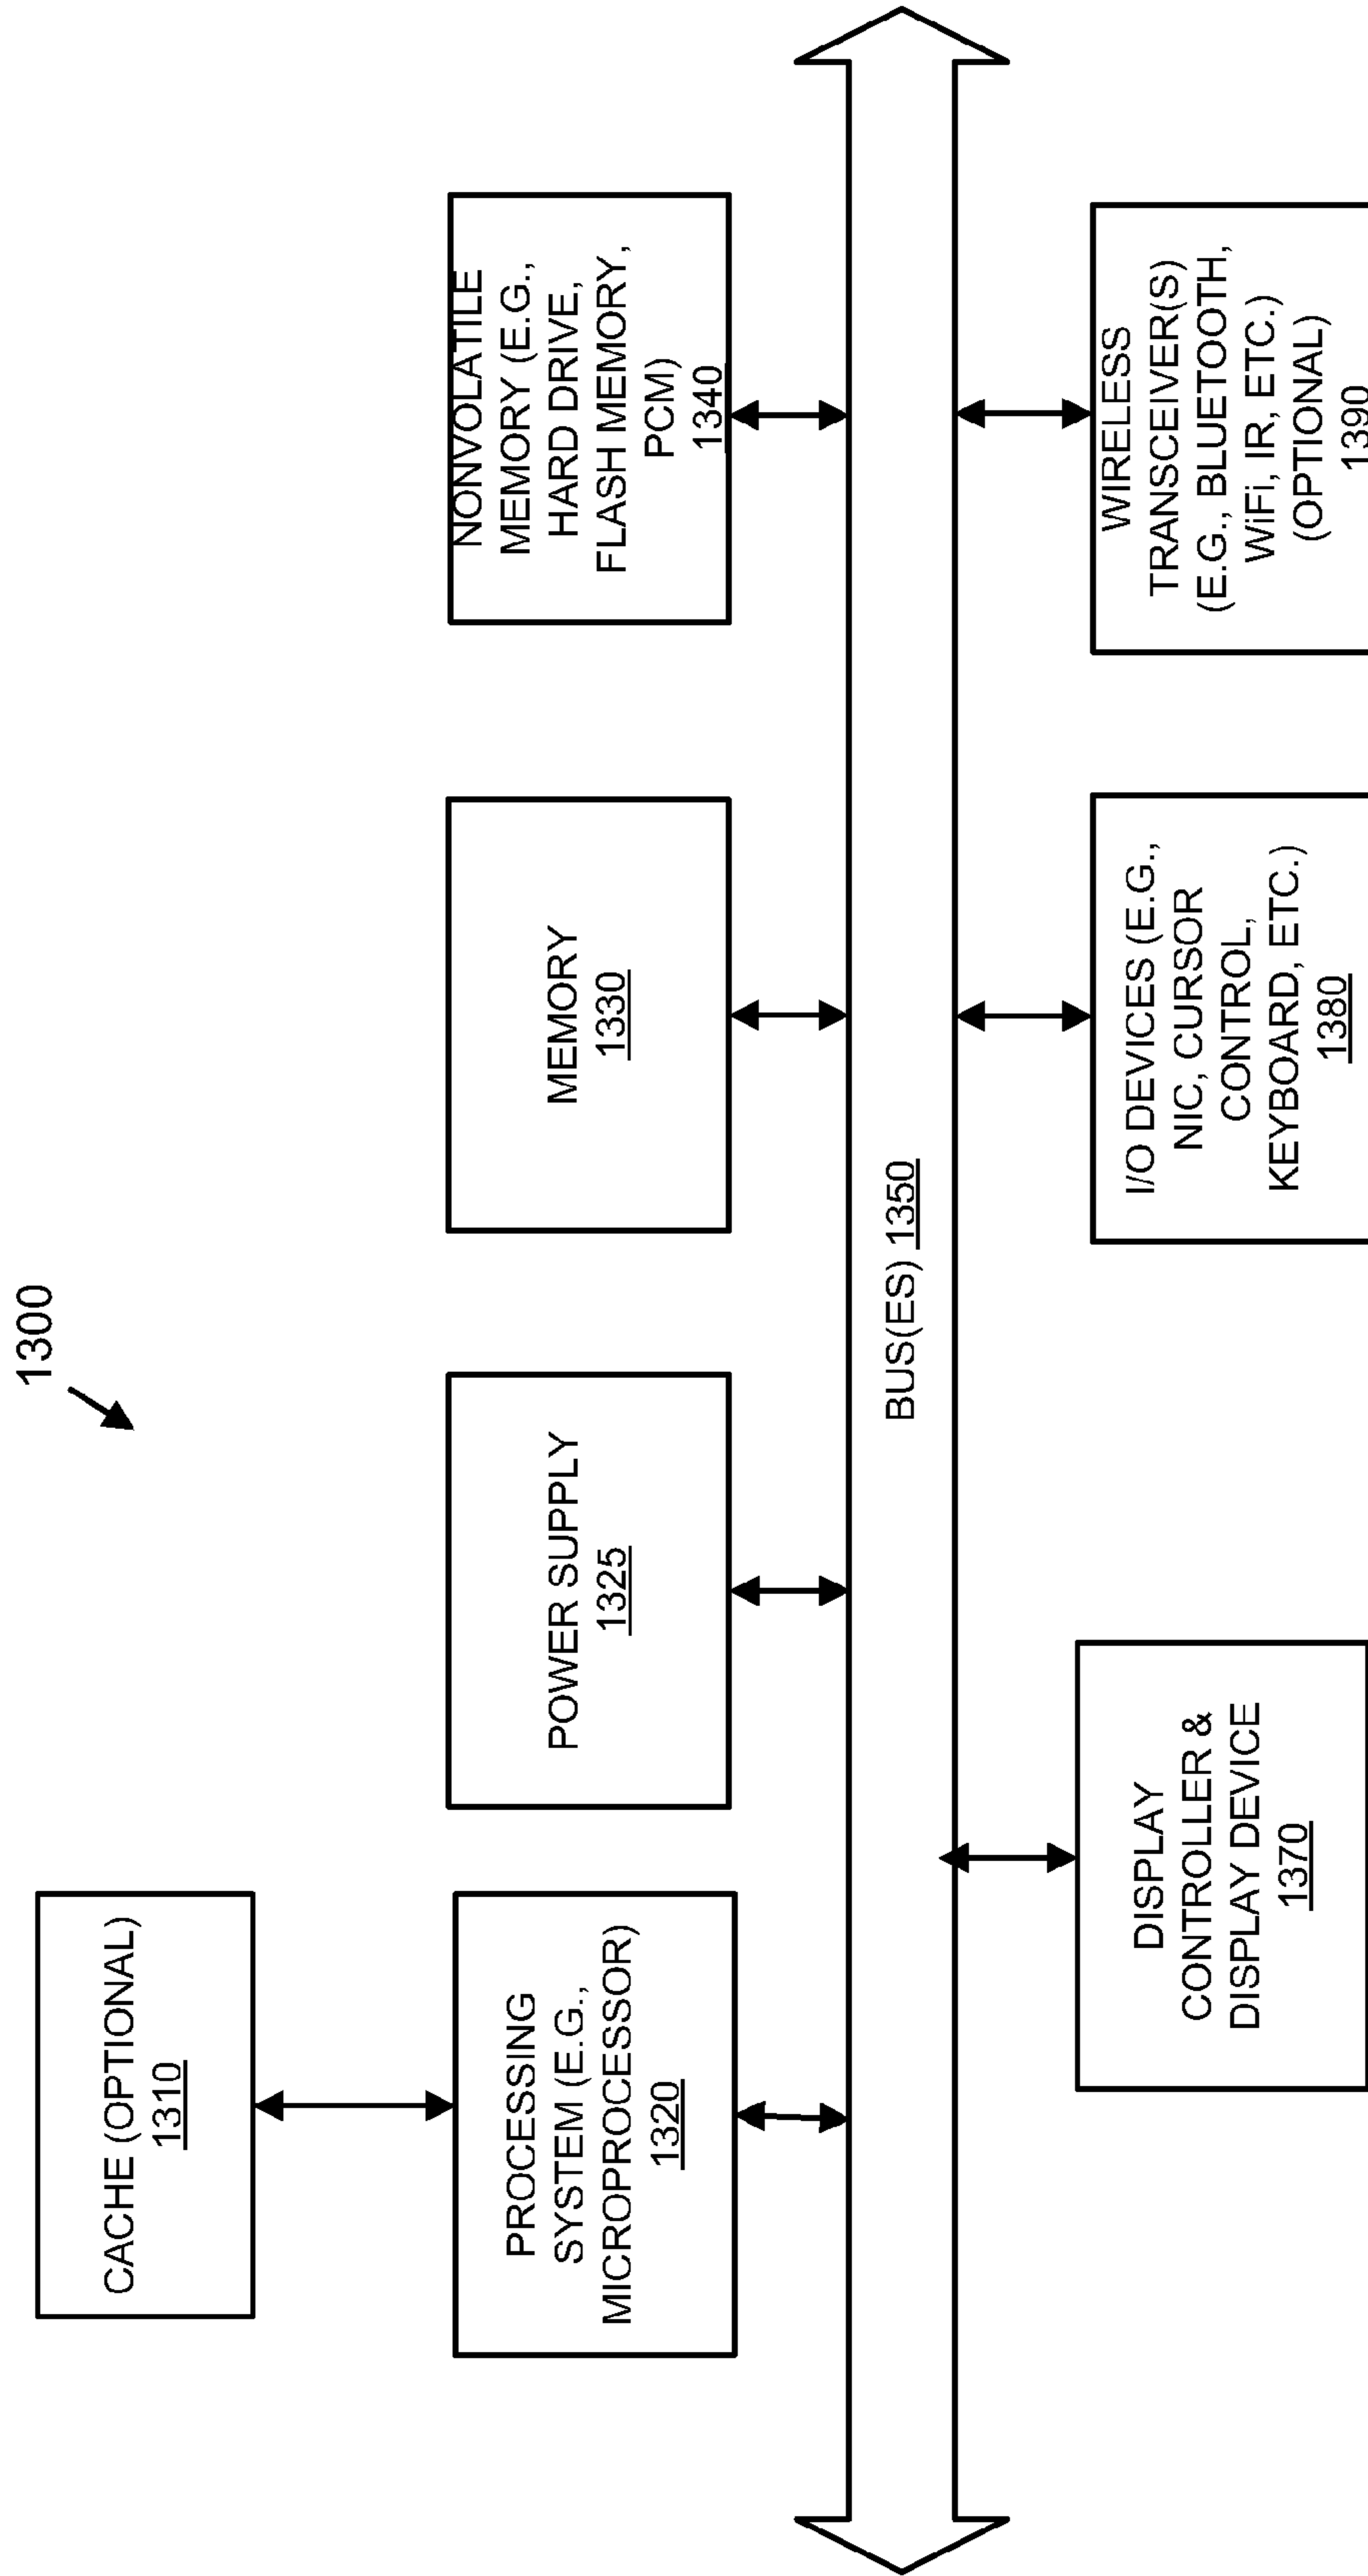 1300
CACHE (OPTIONAL)
1310
PROCESSING
SYSTEM (E.G.,
MICROPROCESSOR)
1320
POWER SUPPLY
1325
MEMORY
1330
NONVOLATILE
MEMORY (E.G.,
HARD DRIVE,
FLASH MEMORY,
PCM)
1340
BUS(ES) 1350
DISPLAY
CONTROLLER &
DISPLAY DEVICE
1370
I/O DEVICES (E.G.,
NIC, CURSOR
CONTROL,
KEYBOARD, ETC.)
1380
WIRELESS
TRANSCEIVER(S)
(E.G., BLUETOOTH,
WiFi, IR, ETC.)
(OPTIONAL)
1390